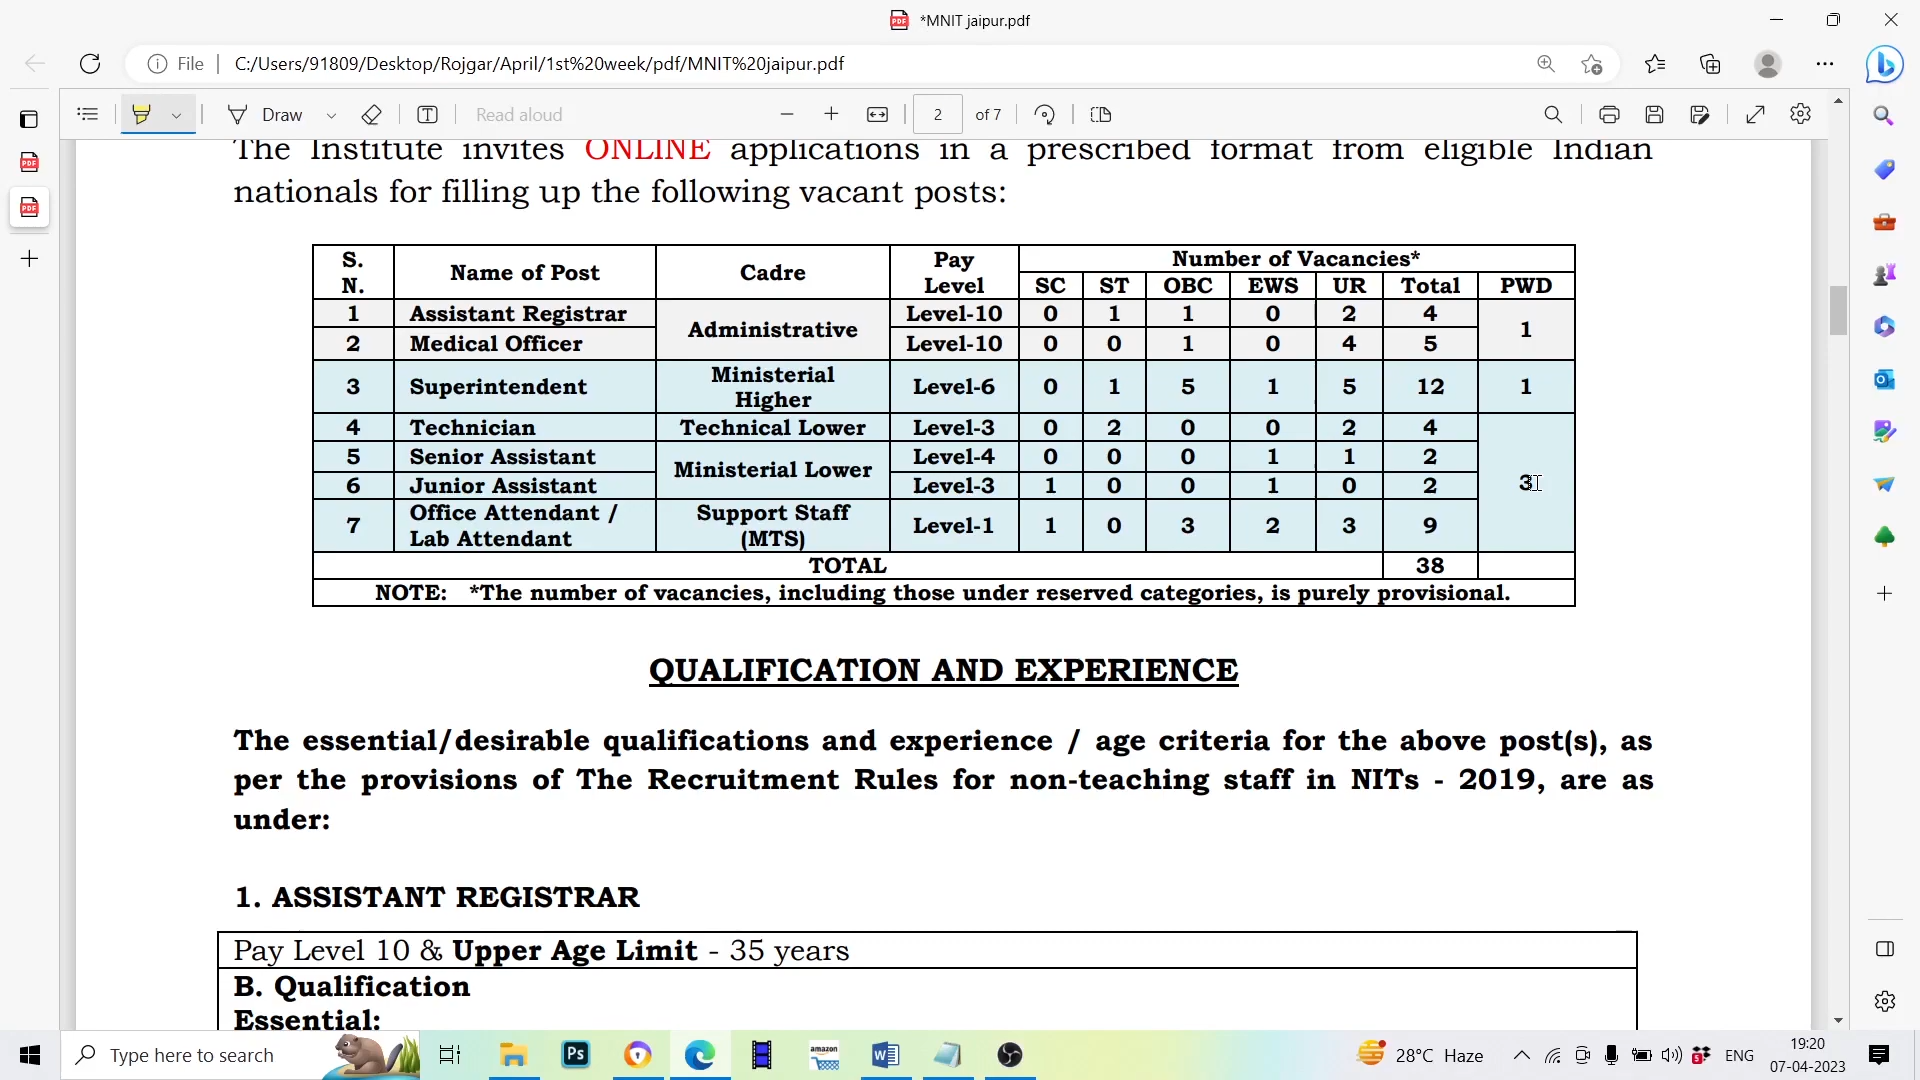 *MNIT jaipur.pdf
File C:/Users/91809/Desktop/Rojgar/April/1st%20week/pdf/MNIT%20jaipur.pdf
Draw Read aloud 2 of 7
The Institute invites ONLINE applications in a prescribed format from eligible Indian
nationals for filling up the following vacant posts:
S. N. Name of Post Cadre Pay Level Number of Vacancies*
SC ST OBC EWS UR Total PWD
1 Assistant Registrar Administrative Level-10 0 1 1 0 2 4 1
2 Medical Officer Level-10 0 0 1 0 4 5
3 Superintendent Ministerial Higher Level-6 0 1 5 1 5 12 1
4 Technician Technical Lower Level-3 0 2 0 0 2 4
5 Senior Assistant Ministerial Lower Level-4 0 0 0 1 1 2
6 Junior Assistant Level-3 1 0 0 1 0 2 3
7 Office Attendant / Lab Attendant Support Staff (MTS) Level-1 1 0 3 2 3 9
TOTAL 38
NOTE: *The number of vacancies, including those under reserved categories, is purely provisional.
QUALIFICATION AND EXPERIENCE
The essential/desirable qualifications and experience / age criteria for the above post(s), as
per the provisions of The Recruitment Rules for non-teaching staff in NITs - 2019, are as
under:
1. ASSISTANT REGISTRAR
Pay Level 10 & Upper Age Limit - 35 years
B. Qualification
Essential:
Type here to search Ps amazon 28°C Haze ENG 19:20
07-04-2023